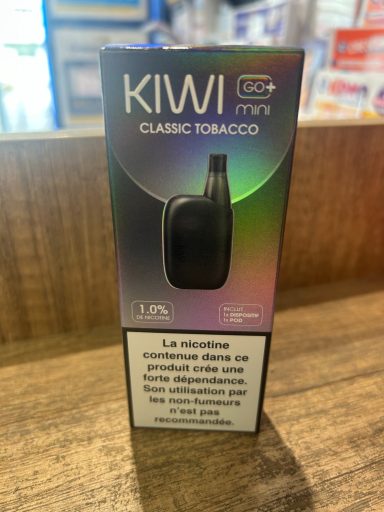 KIWI GO+
mini
CLASSIC TOBACCO
1.0%
DE NICOTINE
INCLUT
1x DISPOSITIF
1x POD
La nicotine
contenue dans ce
produit crée une
forte dépendance.
Son utilisation par
les non-fumeurs
n'est pas
recommandée.